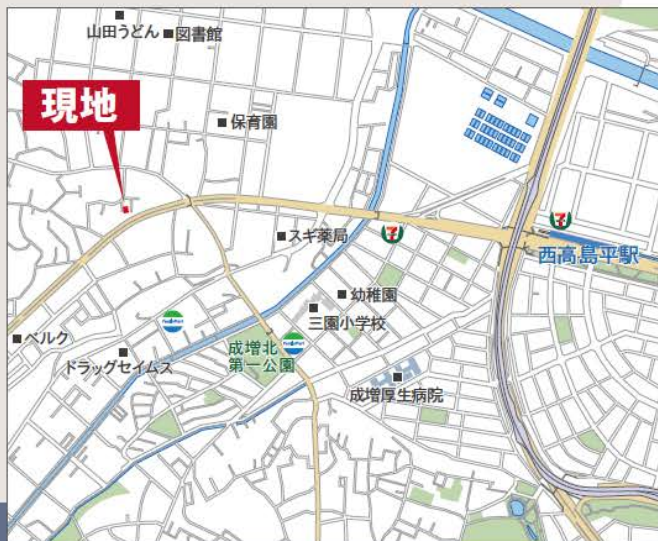 山田うどん
図書館
現地
保育園
スギ薬局
西高島平駅
幼稚園
三園小学校
ベルク
ドラッグセイムス
成増北
第一公園
成増厚生病院